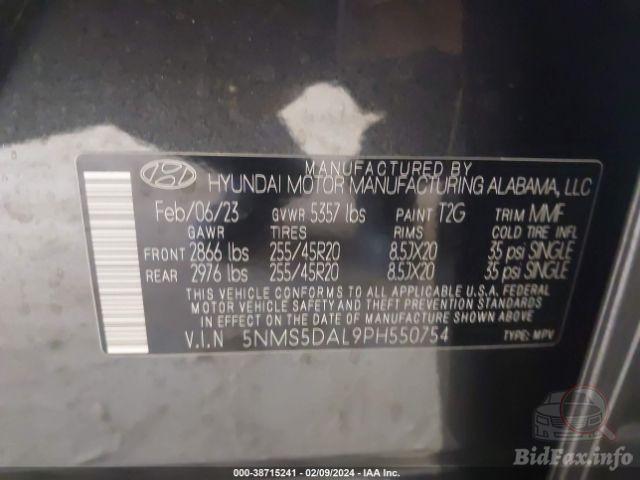 MANUFACTURED BY
HYUNDAI MOTOR MANUFACTURING ALABAMA, LLC
Feb/06/23 GVWR 5357 lbs PAINT T2G TRIM MMF
GAWR TIRES RIMS COLD TIRE INFL
FRONT 2866 lbs 255/45R20 8.5JX20 35 psi SINGLE
REAR 2976 lbs 255/45R20 8.5JX20 35 psi SINGLE
THIS VEHICLE CONFORMS TO ALL APPLICABLE U.S.A. FEDERAL
MOTOR VEHICLE SAFETY AND THEFT PREVENTION STANDARDS
IN EFFECT ON THE DATE OF MANUFACTURE SHOWN ABOVE.
V.I.N 5NMS5DAL9PH550754 TYPE: MPV
BidFax.info
000 - 38715241 - 02/09/2024 - IAA Inc.